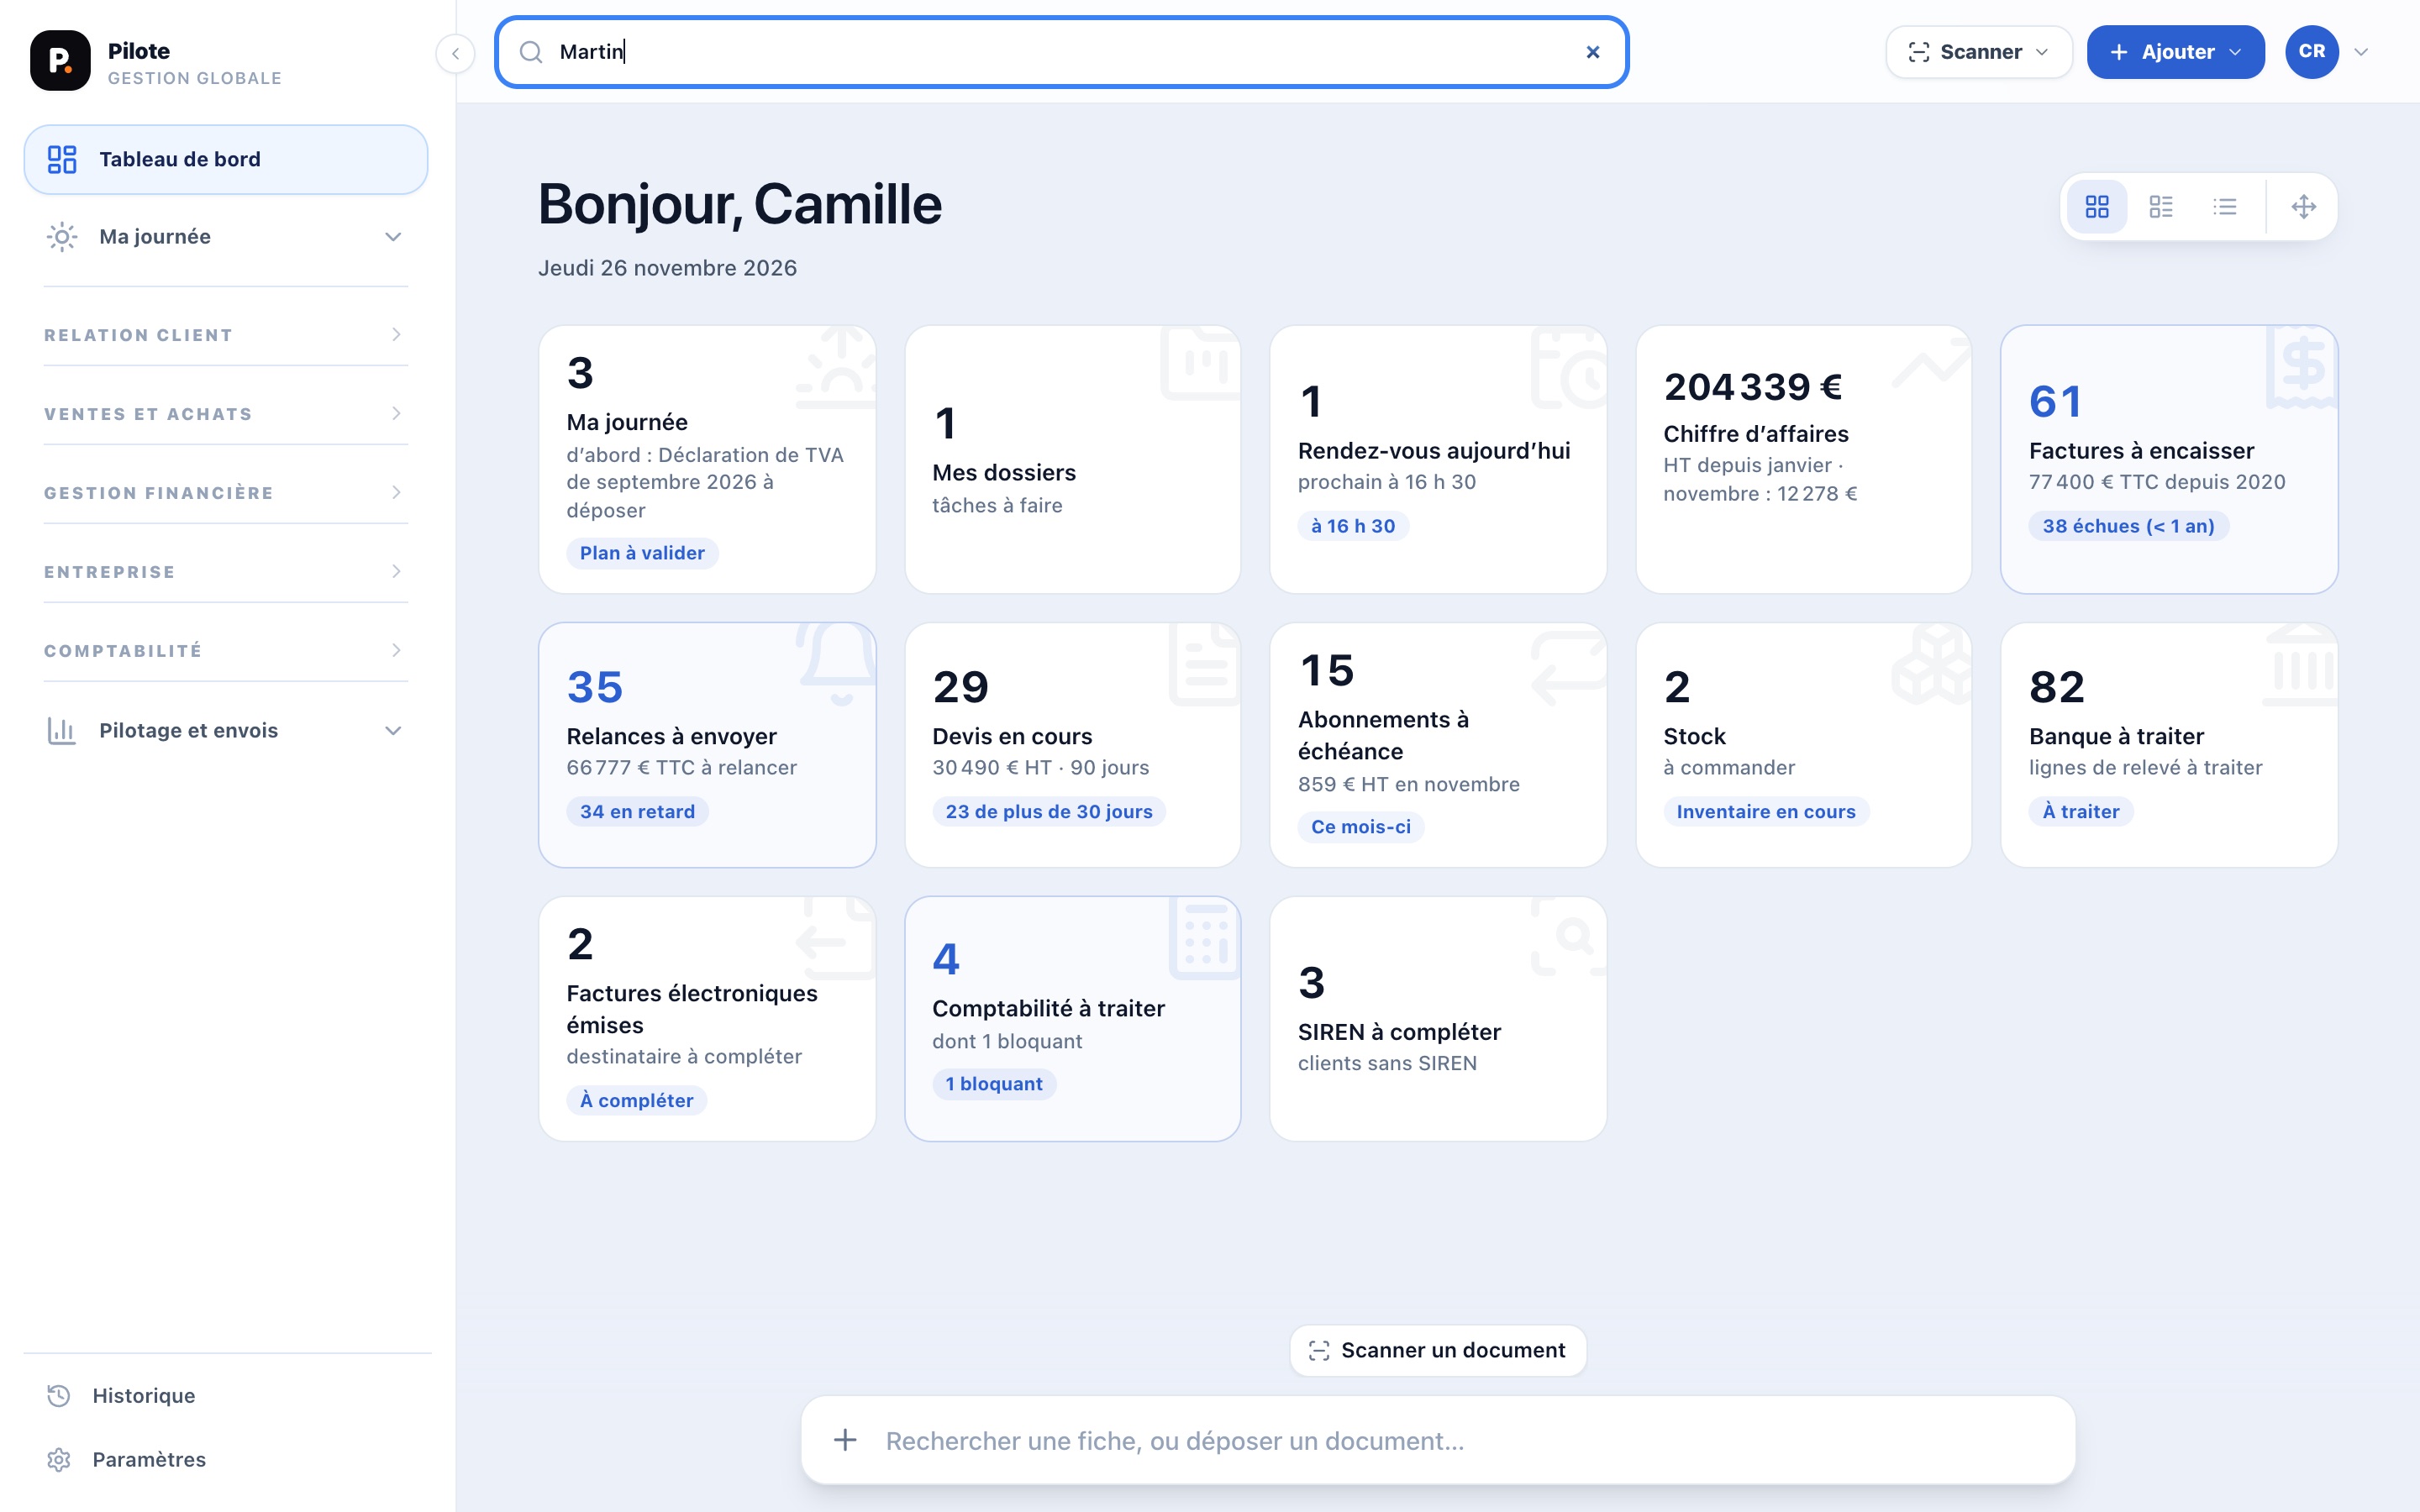 P.
Pilote
GESTION GLOBALE
Martin
Scanner
Ajouter
CR
Tableau de bord
Ma journée
RELATION CLIENT
VENTES ET ACHATS
GESTION FINANCIÈRE
ENTREPRISE
COMPTABILITÉ
Pilotage et envois
Historique
Paramètres
Bonjour, Camille
Jeudi 26 novembre 2026
3
Ma journée
d’abord : Déclaration de TVA
de septembre 2026 à
déposer
Plan à valider
1
Mes dossiers
tâches à faire
1
Rendez-vous aujourd’hui
prochain à 16 h 30
à 16 h 30
204 339 €
Chiffre d’affaires
HT depuis janvier ·
novembre : 12 278 €
61
Factures à encaisser
77 400 € TTC depuis 2020
38 échues (< 1 an)
35
Relances à envoyer
66 777 € TTC à relancer
34 en retard
29
Devis en cours
30 490 € HT · 90 jours
23 de plus de 30 jours
15
Abonnements à
échéance
859 € HT en novembre
Ce mois-ci
2
Stock
à commander
Inventaire en cours
82
Banque à traiter
lignes de relevé à traiter
À traiter
2
Factures électroniques
émises
destinataire à compléter
À compléter
4
Comptabilité à traiter
dont 1 bloquant
1 bloquant
3
SIREN à compléter
clients sans SIREN
Scanner un document
Rechercher une fiche, ou déposer un document...